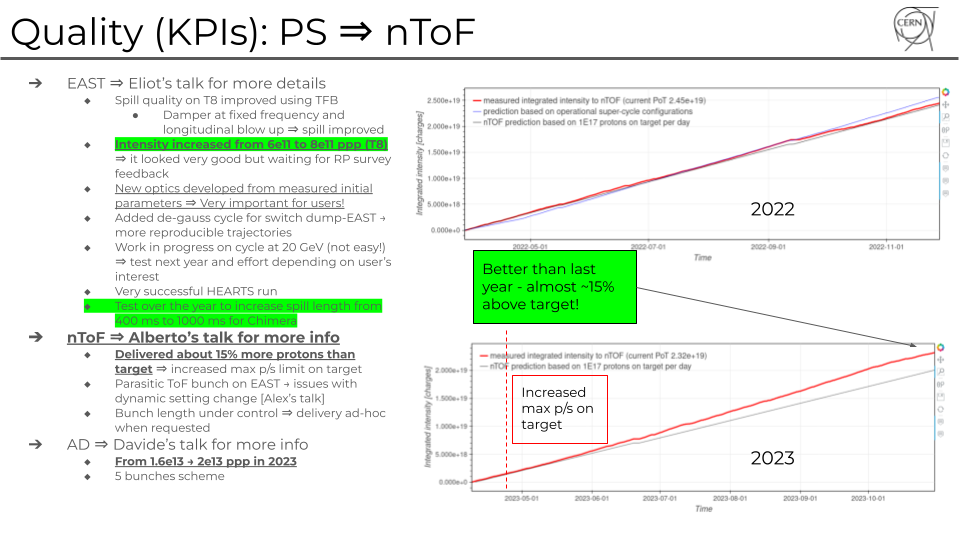 Quality (KPIs): PS ⇒ nToF
CERN
➔ EAST ⇒ Eliot's talk for more details
◆ Spill quality on T8 improved using TFB
● Damper at fixed frequency and
longitudinal blow up ⇒ spill improved
◆ Intensity increased from 6e11 to 8e11 ppp (T8)
⇒ it looked very good but waiting for RP survey
feedback
◆ New optics developed from measured initial
parameters ⇒ Very important for users!
◆ Added de-gauss cycle for switch dump-EAST →
more reproducible trajectories
◆ Work in progress on cycle at 20 GeV (not easy!)
⇒ test next year and effort depending on user's
interest
◆ Very successful HEARTS run
◆ Test over the year to increase spill length from
400 ms to 1000 ms for Chimera
➔ nToF ⇒ Alberto's talk for more info
◆ Delivered about 15% more protons than
target ⇒ increased max p/s limit on target
◆ Parasitic ToF bunch on EAST → issues with
dynamic setting change [Alex's talk]
◆ Bunch length under control ⇒ delivery ad-hoc
when requested
➔ AD ⇒ Davide's talk for more info
◆ From 1.6e13 → 2e13 ppp in 2023
◆ 5 bunches scheme
measured integrated intensity to nTOF (current PoT 2.45e+19)
prediction based on operational super-cycle configurations
nTOF prediction based on 1E17 protons on target per day
Integrated intensity [charges]
2.500e+19
2.000e+19
1.500e+19
1.000e+19
5.000e+18
0.000e+0
2022
2022-05-01
2022-07-01
2022-09-01
2022-11-01
Time
Better than last
year - almost ~15%
above target!
measured integrated intensity to nTOF (current PoT 2.32e+19)
nTOF prediction based on 1E17 protons on target per day
Integrated intensity [charges]
2.000e+19
1.500e+19
1.000e+19
5.000e+18
0.000e+0
Increased
max p/s on
target
2023
2023-05-01
2023-06-01
2023-07-01
2023-08-01
2023-09-01
2023-10-01
Time